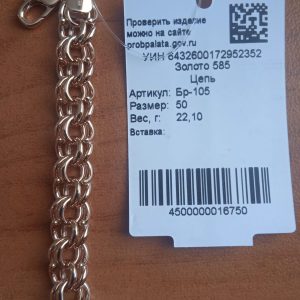 Проверить изделие
можно на сайте
probpalata.gov.ru
УИН 6432600172952352
Золото 585
Цепь
Артикул: Бр-105
Размер: 50
Вес, г: 22,10
Вставка:
4500000016750